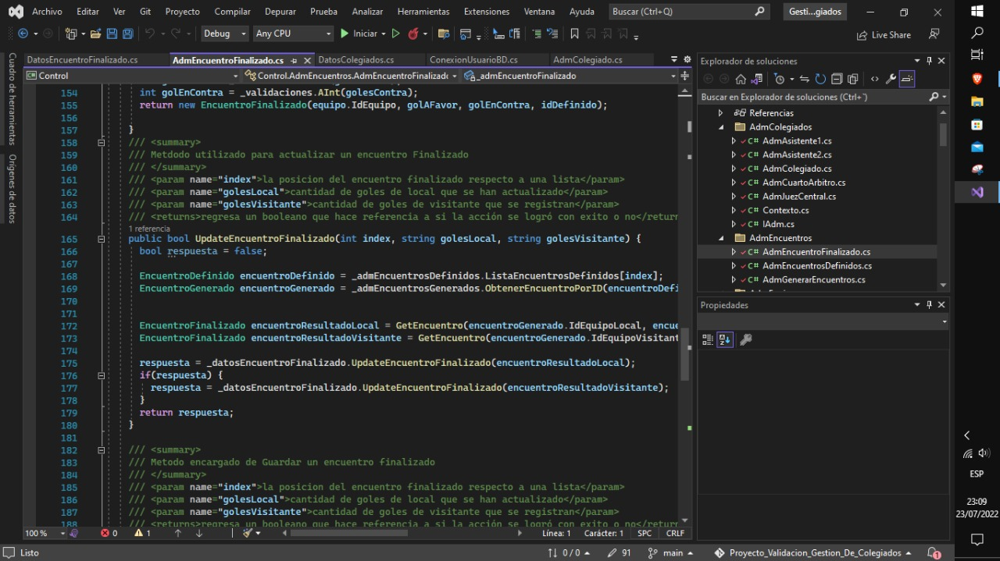 Archivo Editar Ver Git Proyecto Compilar Depurar Prueba Analizar Herramientas Extensiones Ventana Ayuda Buscar (Ctrl+Q) Gesti...giados
Debug Any CPU Iniciar Live Share
Cuadro de herramientas
Orígenes de datos
DatosEncuentroFinalizado.cs AdmEncuentroFinalizado.cs DatosColegiados.cs ConexionUsuarioBD.cs AdmColegiado.cs
Control Control.AdmEncuentros.AdmEncuentroFinalizado _admEncuentroFinalizado
154 int golEnContra = _validaciones.AInt(golesContra);
155 return new EncuentroFinalizado(equipo.IdEquipo, golAFavor, golEnContra, idDefinido);
156
157 }
158 /// <summary>
159 /// Metdodo utilizado para actualizar un encuentro Finalizado
160 /// </summary>
161 /// <param name="index">la posicion del encuentro finalizado respecto a una lista</param>
162 /// <param name="golesLocal">cantidad de goles de local que se han actualizado</param>
163 /// <param name="golesVisitante">cantidad de goles de visitante que se registran</param>
164 /// <returns>regresa un booleano que hace referencia a si la acción se logró con exito o no</return
1 referencia
165 public bool UpdateEncuentroFinalizado(int index, string golesLocal, string golesVisitante) {
166 bool respuesta = false;
167
168 EncuentroDefinido encuentroDefinido = _admEncuentrosDefinidos.ListaEncuentrosDefinidos[index];
169 EncuentroGenerado encuentroGenerado = _admEncuentrosGenerados.ObtenerEncuentroPorID(encuentroDefi
170
171
172 EncuentroFinalizado encuentroResultadoLocal = GetEncuentro(encuentroGenerado.IdEquipoLocal, encue
173 EncuentroFinalizado encuentroResultadoVisitante = GetEncuentro(encuentroGenerado.IdEquipoVisitant
174
175 respuesta = _datosEncuentroFinalizado.UpdateEncuentroFinalizado(encuentroResultadoLocal);
176 if(respuesta) {
177 respuesta = _datosEncuentroFinalizado.UpdateEncuentroFinalizado(encuentroResultadoVisitante);
178 }
179 return respuesta;
180 }
181
182 /// <summary>
183 /// Metodo encargado de Guardar un encuentro finalizado
184 /// </summary>
185 /// <param name="index">la posicion del encuentro finalizado respecto a una lista</param>
186 /// <param name="golesLocal">cantidad de goles de local que se han actualizado</param>
187 /// <param name="golesVisitante">cantidad de goles de visitante que se registran</param>
188 /// <returns>regresa un booleano que hace referencia a si la acción se logró con exito o no</return
100 % 0 1 Línea: 1 Carácter: 1 SPC CRLF
Listo 0 / 0 91 main Proyecto_Validacion_Gestion_De_Colegiados 1
Explorador de soluciones
Buscar en Explorador de soluciones (Ctrl+´)
Referencias
AdmColegiados
C# AdmAsistente1.cs
C# AdmAsistente2.cs
C# AdmColegiado.cs
C# AdmCuartoArbitro.cs
C# AdmJuezCentral.cs
C# Contexto.cs
C# IAdm.cs
AdmEncuentros
C# AdmEncuentroFinalizado.cs
C# AdmEncuentrosDefinidos.cs
C# AdmGenerarEncuentros.cs
Propiedades
ESP
23:09
23/07/2022